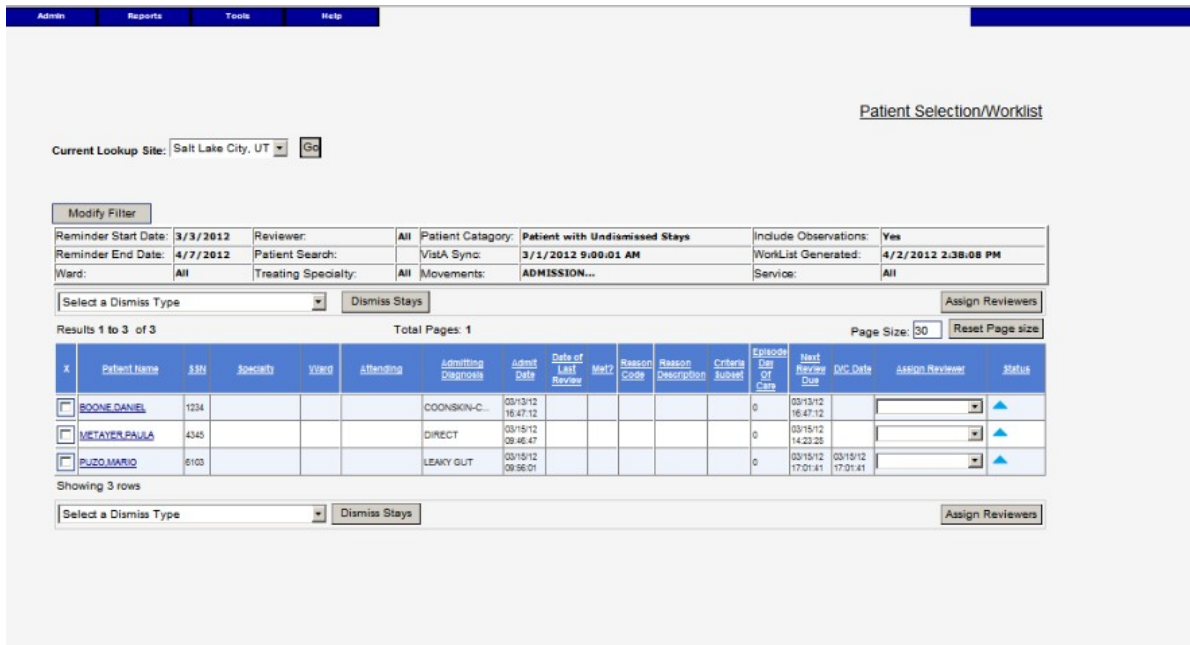 Admin Reports Tools Help
Patient Selection/Worklist
Current Lookup Site: Salt Lake City, UT Go
Modify Filter
Reminder Start Date: 3/3/2012 Reviewer: All Patient Catagory: Patient with Undismissed Stays Include Observations: Yes
Reminder End Date: 4/7/2012 Patient Search: VistA Sync: 3/1/2012 9:00:01 AM WorkList Generated: 4/2/2012 2:38:08 PM
Ward: All Treating Specialty: All Movements: ADMISSION... Service: All
Select a Dismiss Type Dismiss Stays Assign Reviewers
Results 1 to 3 of 3 Total Pages: 1 Page Size: 30 Reset Page size
X Patient Name SSN Specialty Ward Attending Admitting Diagnosis Admit Date Date of Last Review Met? Reason Code Reason Description Criteria Subset Episode Day Of Care Next Review Due D/C Date Assign Reviewer Status
BOONE,DANIEL 1234 COONSKIN-C... 03/13/12 16:47:12 0 03/13/12 16:47:12
METAYER,PAULA 4345 DIRECT 03/15/12 09:46:47 0 03/15/12 14:23:25
PUZO,MARIO 6103 LEAKY GUT 03/15/12 09:56:01 0 03/15/12 17:01:41 03/15/12 17:01:41
Showing 3 rows
Select a Dismiss Type Dismiss Stays Assign Reviewers